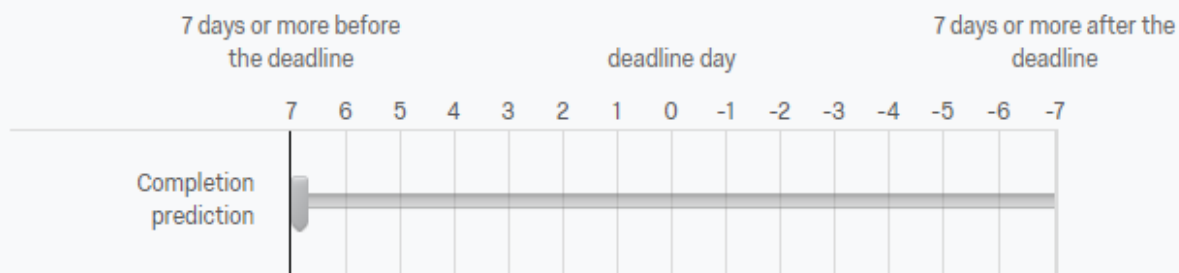 7 days or more before
the deadline
deadline day
7 days or more after the
deadline
7 6 5 4 3 2 1 0 -1 -2 -3 -4 -5 -6 -7
Completion
prediction